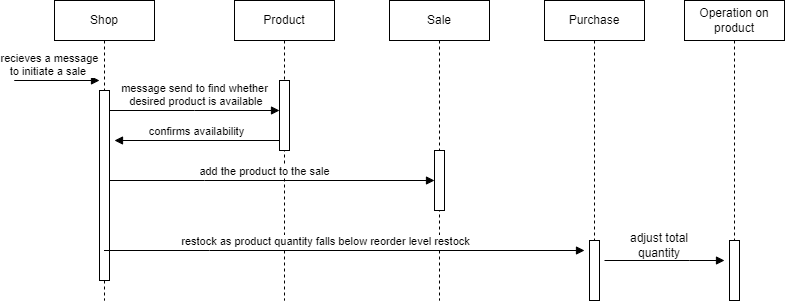 Shop
Product
Sale
Purchase
Operation on
product
recieves a message
to initiate a sale
message send to find whether
desired product is available
confirms availability
add the product to the sale
restock as product quantity falls below reorder level restock
adjust total
quantity